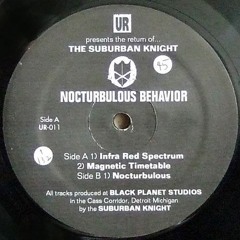 UR
presents the return of...
THE SUBURBAN KNIGHT
NOCTURBULOUS BEHAVIOR
Side A
UR-011
Side A 1) Infra Red Spectrum
2) Magnetic Timetable
Side B 1) Nocturbulous
All tracks produced at BLACK PLANET STUDIOS
in the Cass Corridor, Detroit Michigan
by the SUBURBAN KNIGHT